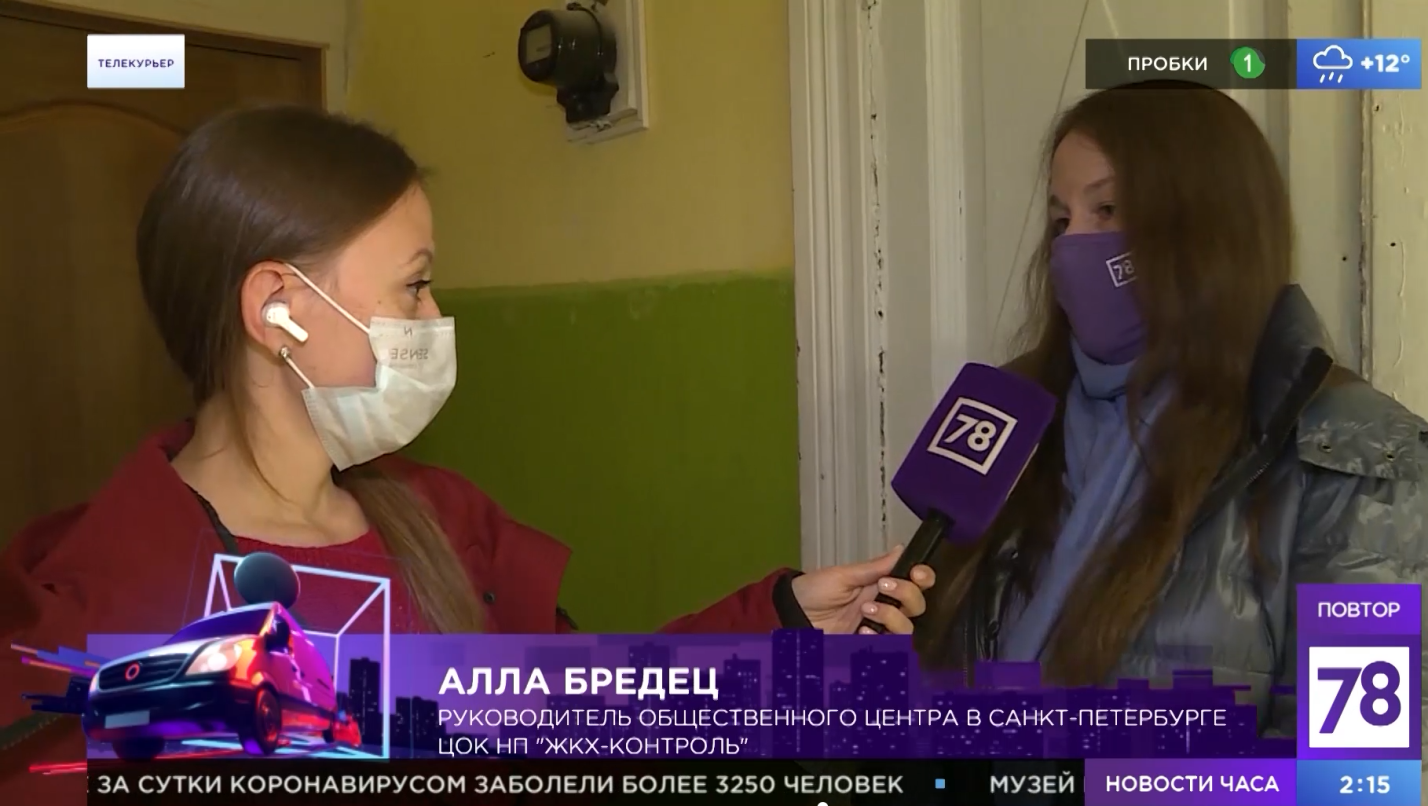 ТЕЛЕКУРЬЕР
ПРОБКИ 1 +12°
78
SENSE
78
АЛЛА БРЕДЕЦ
РУКОВОДИТЕЛЬ ОБЩЕСТВЕННОГО ЦЕНТРА В САНКТ-ПЕТЕРБУРГЕ
ЦОК НП "ЖКХ-КОНТРОЛЬ"
ПОВТОР
78
ЗА СУТКИ КОРОНАВИРУСОМ ЗАБОЛЕЛИ БОЛЕЕ 3250 ЧЕЛОВЕК ▪ МУЗЕЙ
НОВОСТИ ЧАСА 2:15